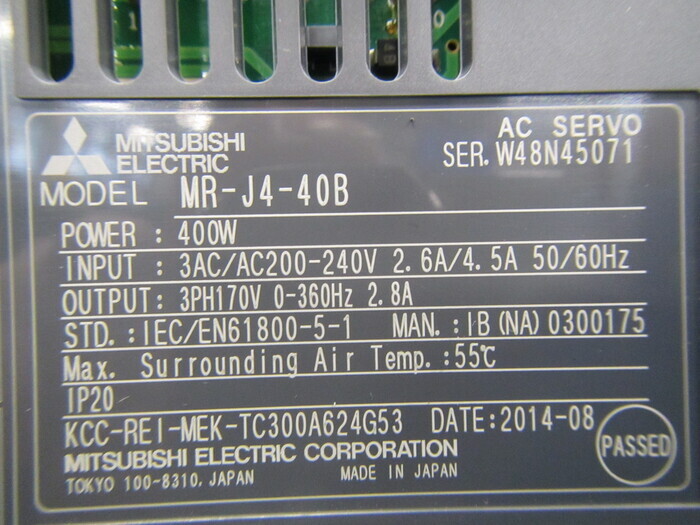 MITSUBISHI
ELECTRIC
AC SERVO
SER. W48N45071
MODEL MR-J4-40B
POWER : 400W
INPUT : 3AC/AC200-240V 2.6A/4.5A 50/60Hz
OUTPUT: 3PH170V 0-360Hz 2.8A
STD. : IEC/EN61800-5-1 MAN. : IB (NA) 0300175
Max. Surrounding Air Temp. : 55℃
IP20
KCC-REI-MEK-TC300A624G53 DATE: 2014-08
MITSUBISHI ELECTRIC CORPORATION
TOKYO 100-8310, JAPAN MADE IN JAPAN
PASSED